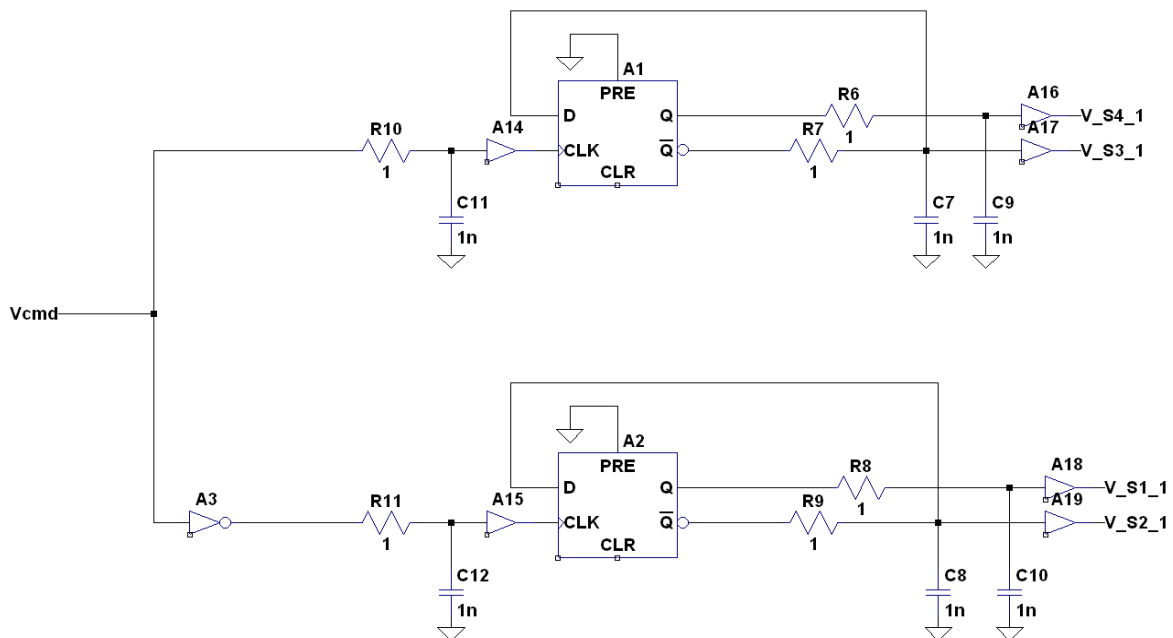 A1
PRE
D
Q
CLK
Q
CLR
R10
1
A14
C11
1n
R6
1
R7
1
A16
V_S4_1
A17
V_S3_1
C7
1n
C9
1n
Vcmd
A2
PRE
D
Q
CLK
Q
CLR
A3
R11
1
A15
C12
1n
R8
1
R9
1
A18
V_S1_1
A19
V_S2_1
C8
1n
C10
1n